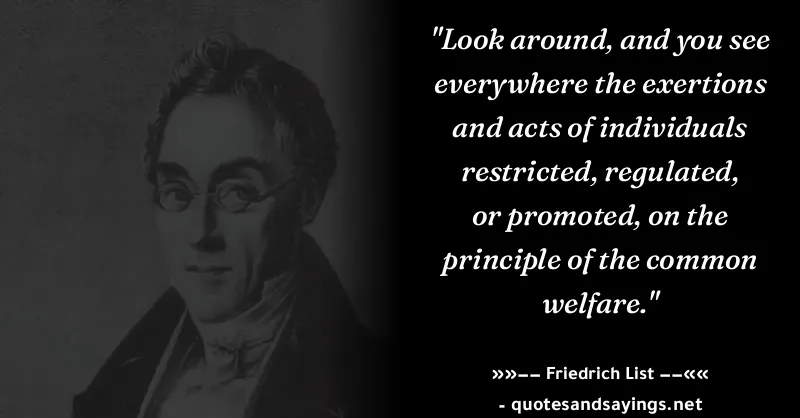 "Look around, and you see
everywhere the exertions
and acts of individuals
restricted, regulated,
or promoted, on the
principle of the common
welfare."
»»−− Friedrich List −−««
- quotesandsayings.net